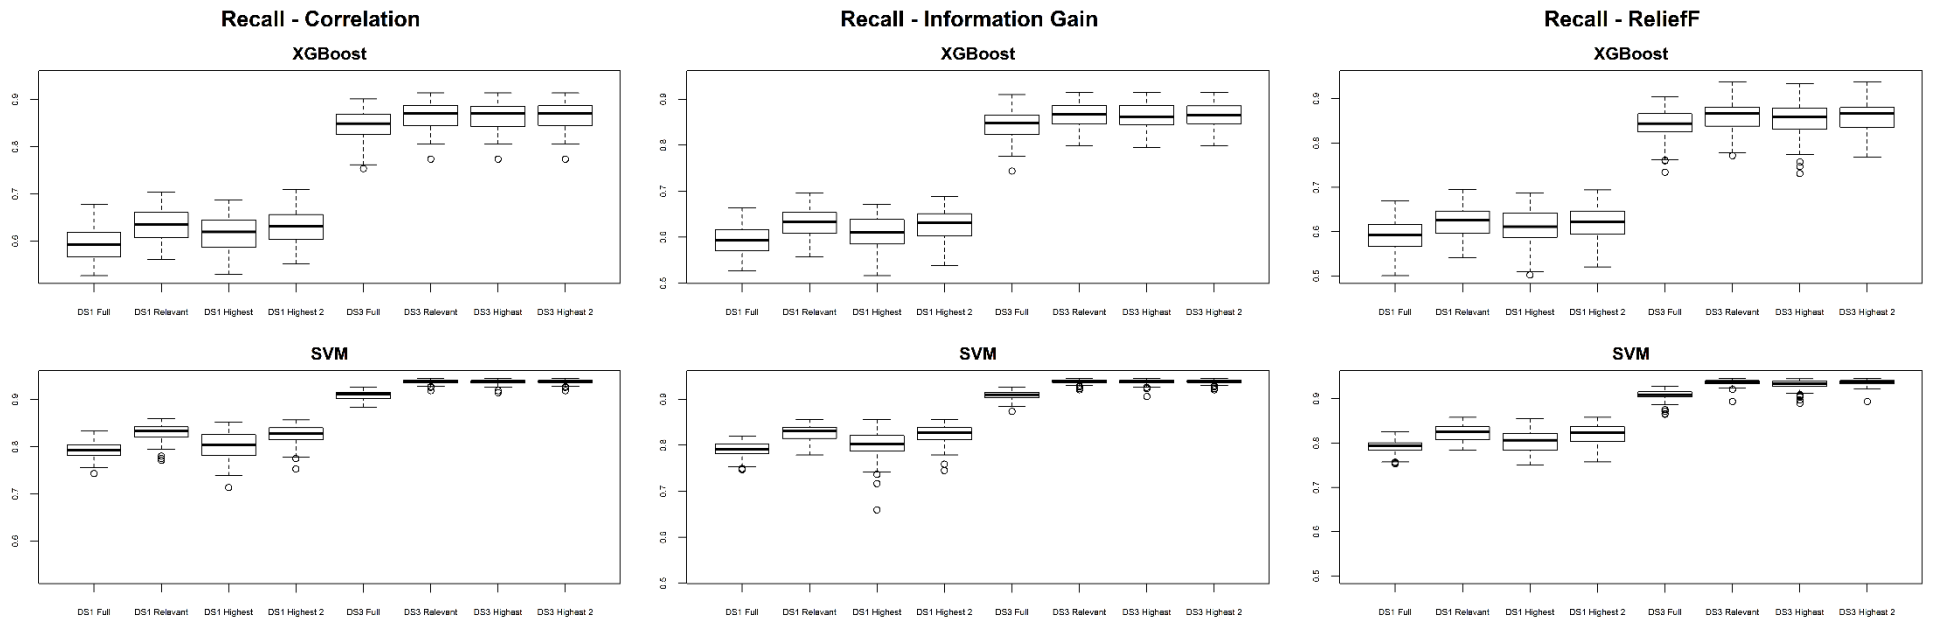 Recall - Correlation
XGBoost
0.9
0.8
0.7
0.6
DS1 Full DS1 Relevant DS1 Highest DS1 Highest 2 DS3 Full DS3 Relevant DS3 Highest DS3 Highest 2
SVM
0.9
0.8
0.7
0.6
DS1 Full DS1 Relevant DS1 Highest DS1 Highest 2 DS3 Full DS3 Relevant DS3 Highest DS3 Highest 2
Recall - Information Gain
XGBoost
0.9
0.8
0.7
0.6
0.5
DS1 Full DS1 Relevant DS1 Highest DS1 Highest 2 DS3 Full DS3 Relevant DS3 Highest DS3 Highest 2
SVM
0.9
0.8
0.7
0.6
0.5
DS1 Full DS1 Relevant DS1 Highest DS1 Highest 2 DS3 Full DS3 Relevant DS3 Highest DS3 Highest 2
Recall - ReliefF
XGBoost
0.9
0.8
0.7
0.6
0.5
DS1 Full DS1 Relevant DS1 Highest DS1 Highest 2 DS3 Full DS3 Relevant DS3 Highest DS3 Highest 2
SVM
0.9
0.8
0.7
0.6
0.5
DS1 Full DS1 Relevant DS1 Highest DS1 Highest 2 DS3 Full DS3 Relevant DS3 Highest DS3 Highest 2